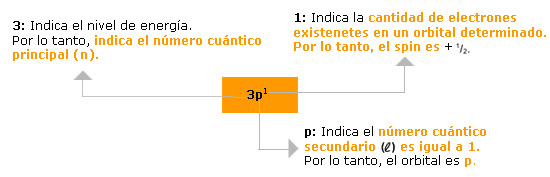 3: Indica el nivel de energía.
Por lo tanto, indica el número cuántico
principal (n).
1: Indica la cantidad de electrones
existenetes en un orbital determinado.
Por lo tanto, el spin es + ½.
3p¹
p: Indica el número cuántico
secundario (ℓ) es igual a 1.
Por lo tanto, el orbital es p.